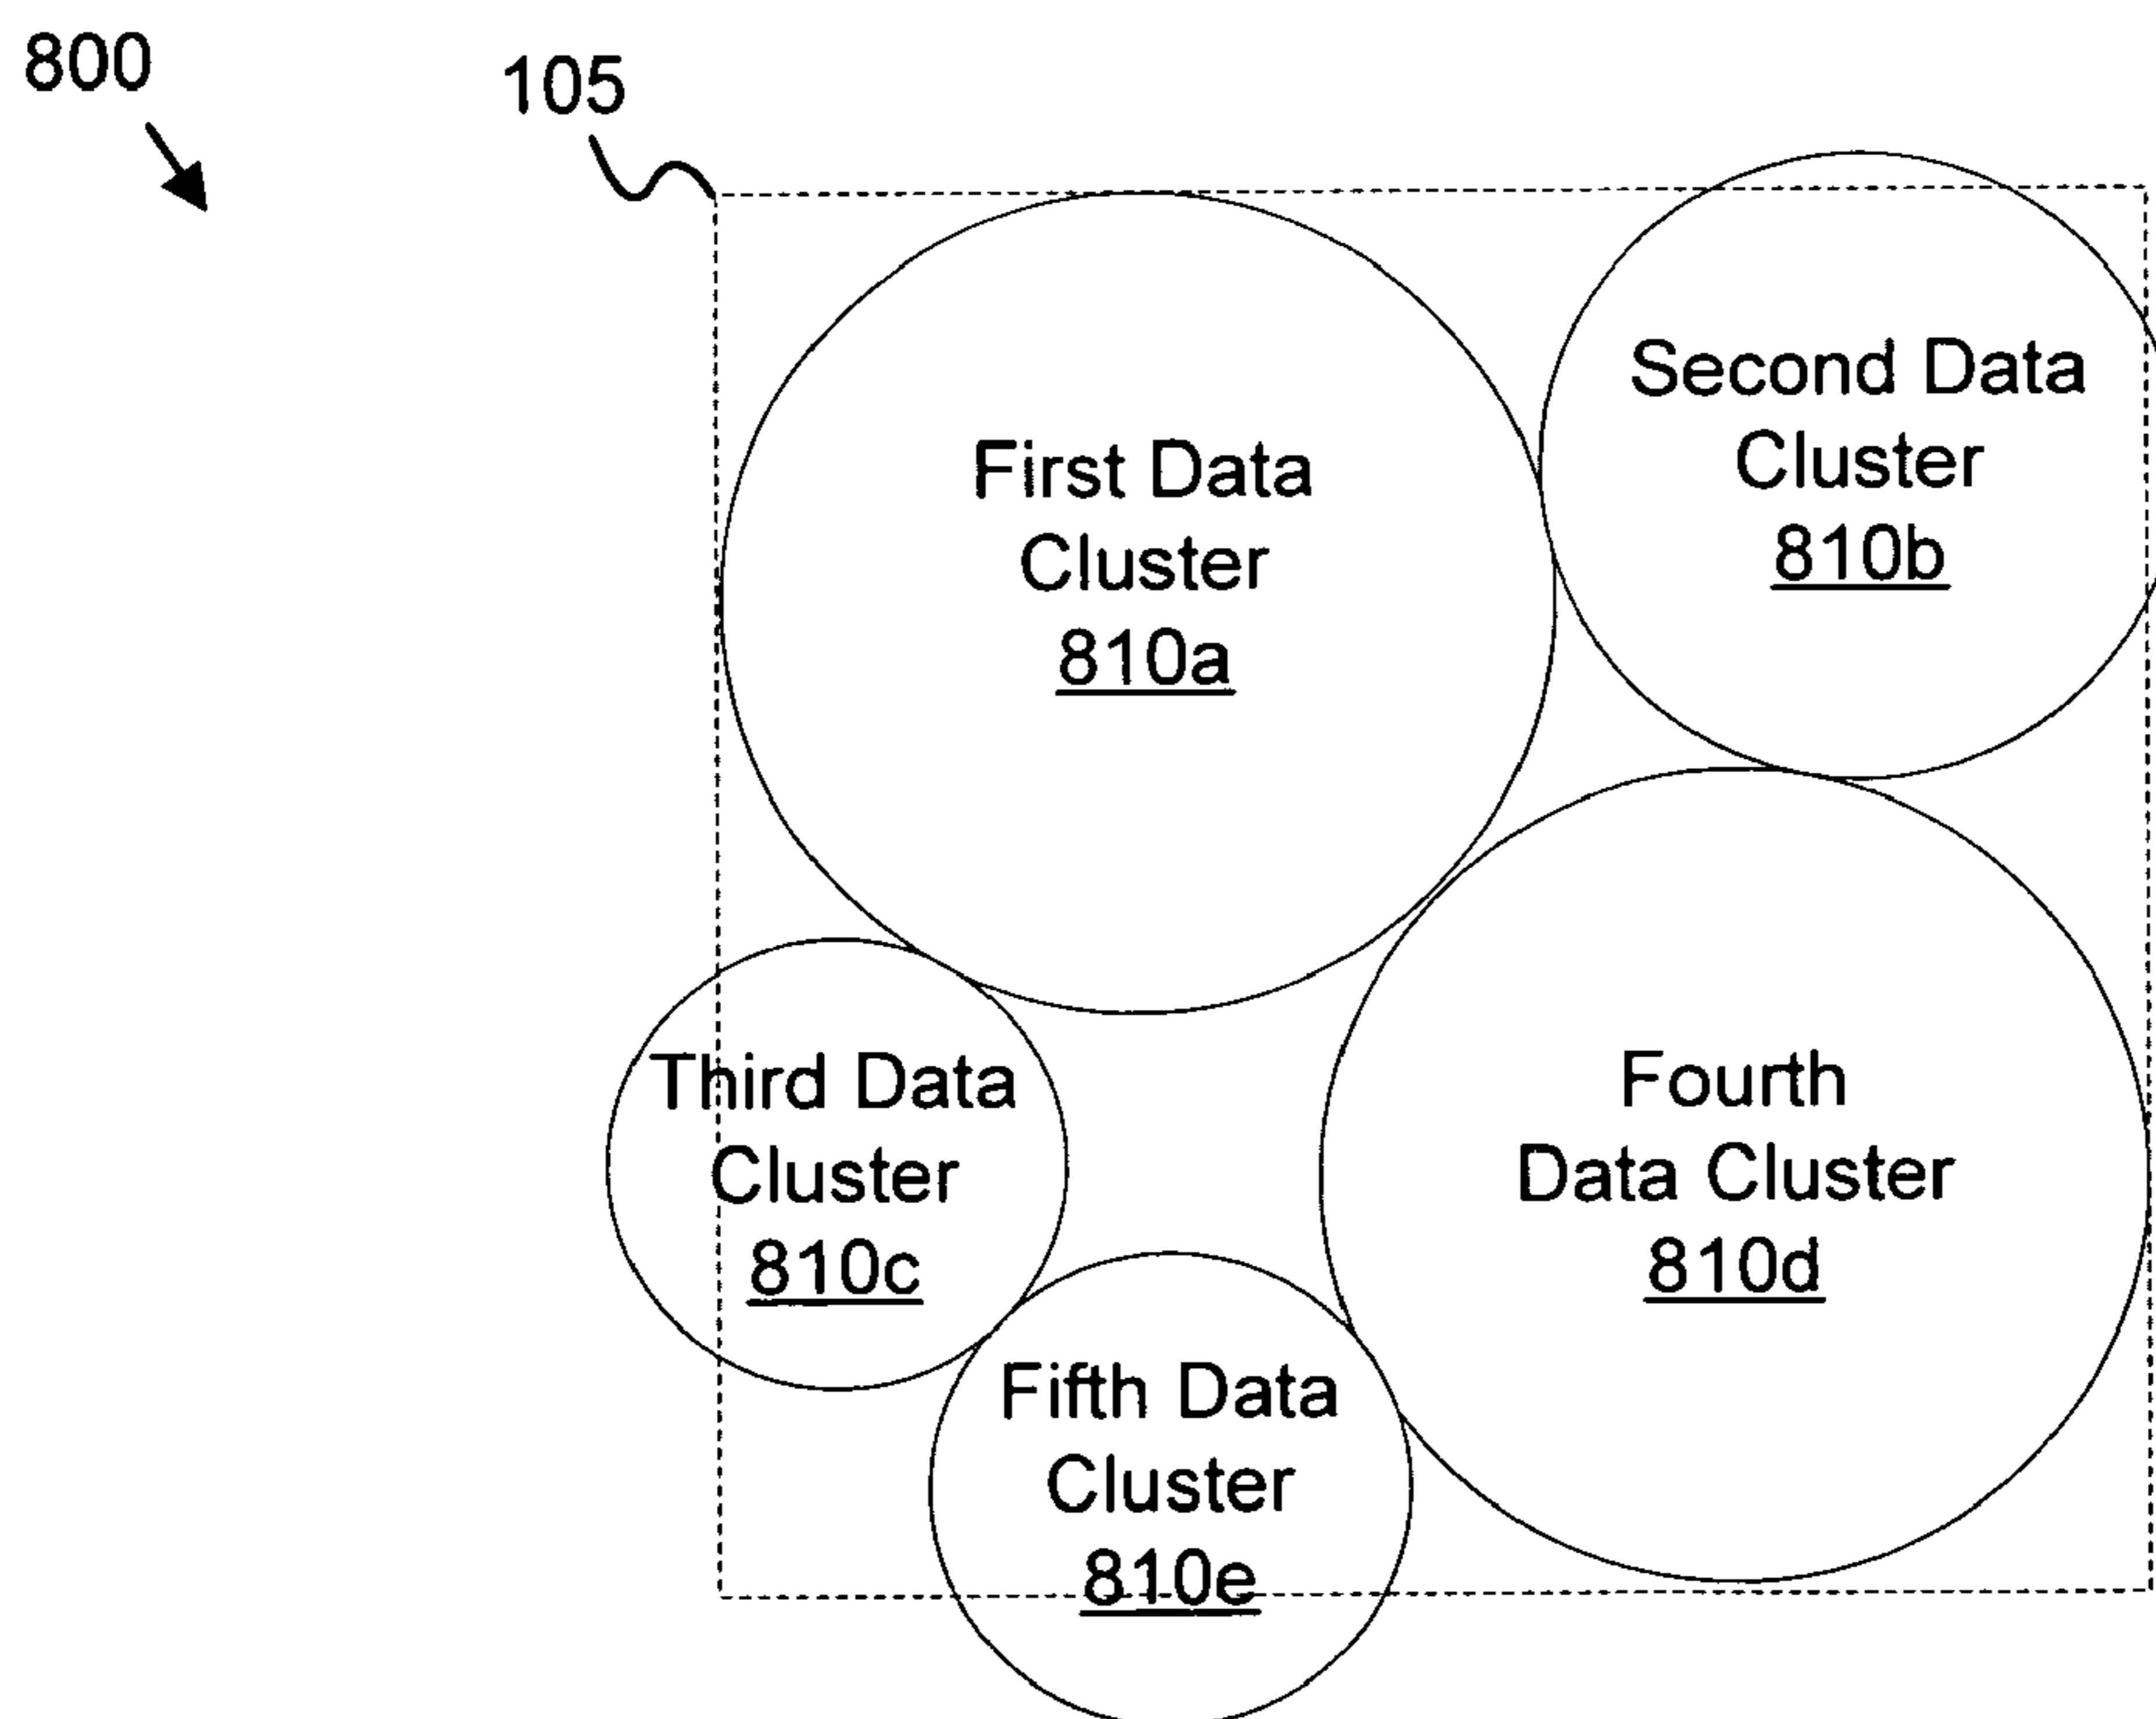 800
105
First Data
Cluster
810a
Second Data
Cluster
810b
Third Data
Cluster
810c
Fourth
Data Cluster
810d
Fifth Data
Cluster
810e